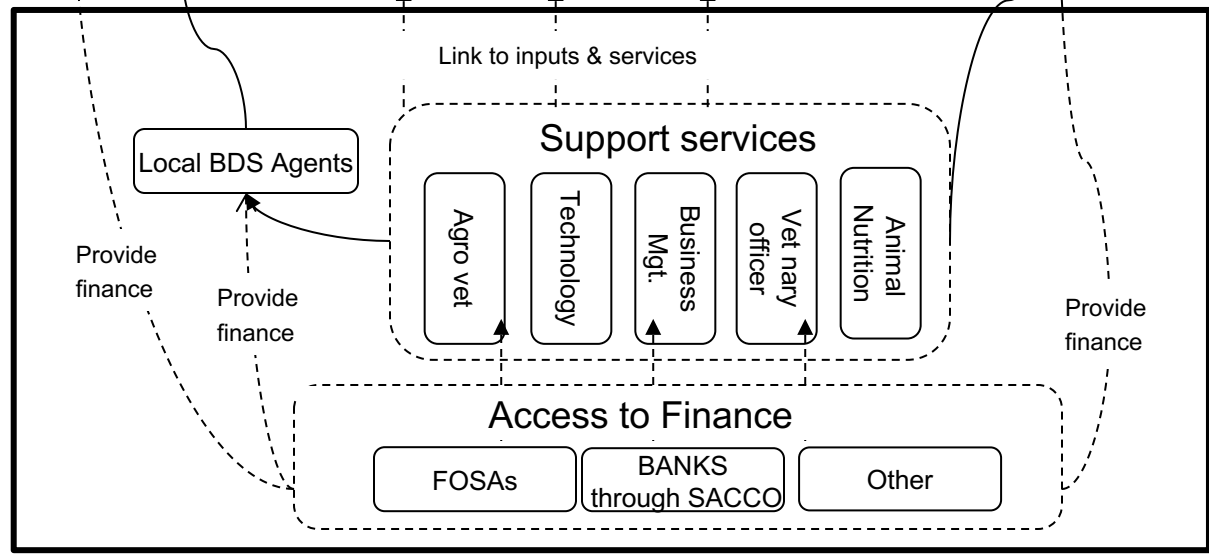 Link to inputs & services
Support services
Local BDS Agents
Agro vet
Technology
Business
Mgt.
Vet nary
officer
Animal
Nutrition
Provide
finance
Provide
finance
Provide
finance
Access to Finance
FOSAs
BANKS
through SACCO
Other